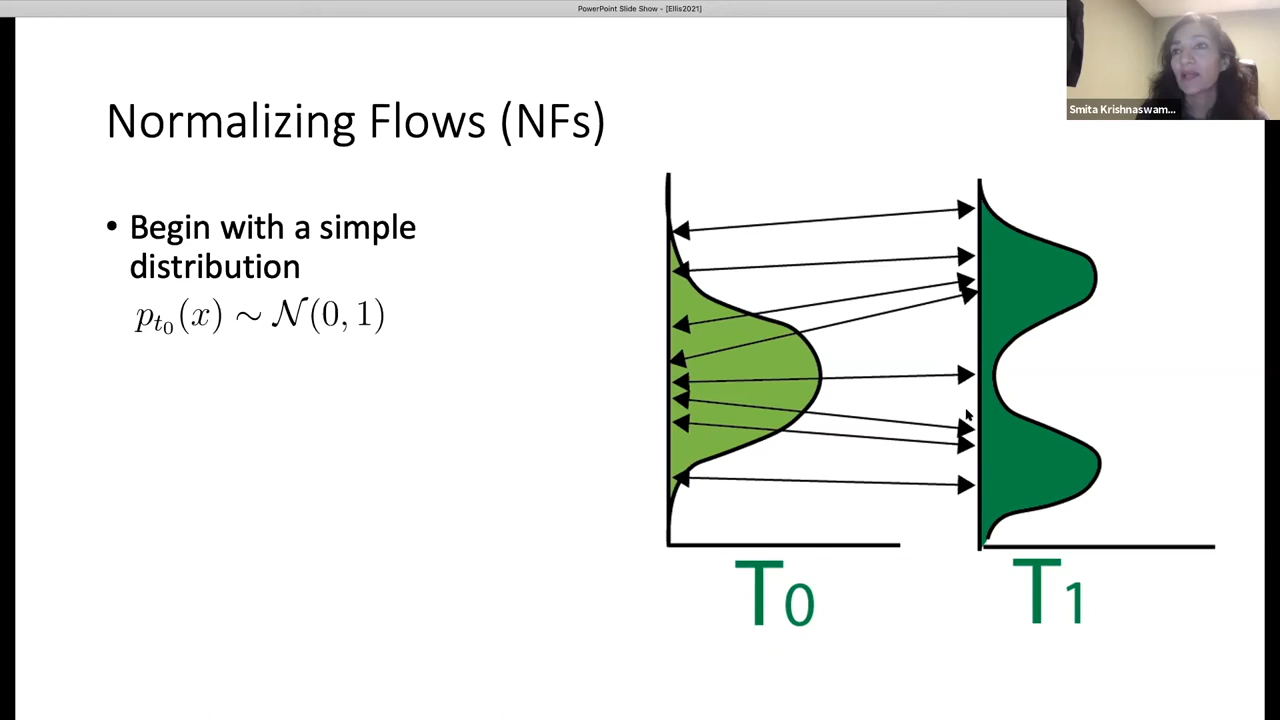 PowerPoint Slide Show - [Ellis2021]
Smita Krishnaswam...
Normalizing Flows (NFs)
• Begin with a simple
distribution
p_{t_0}(x) ∼ 𝒩(0, 1)
T0
T1